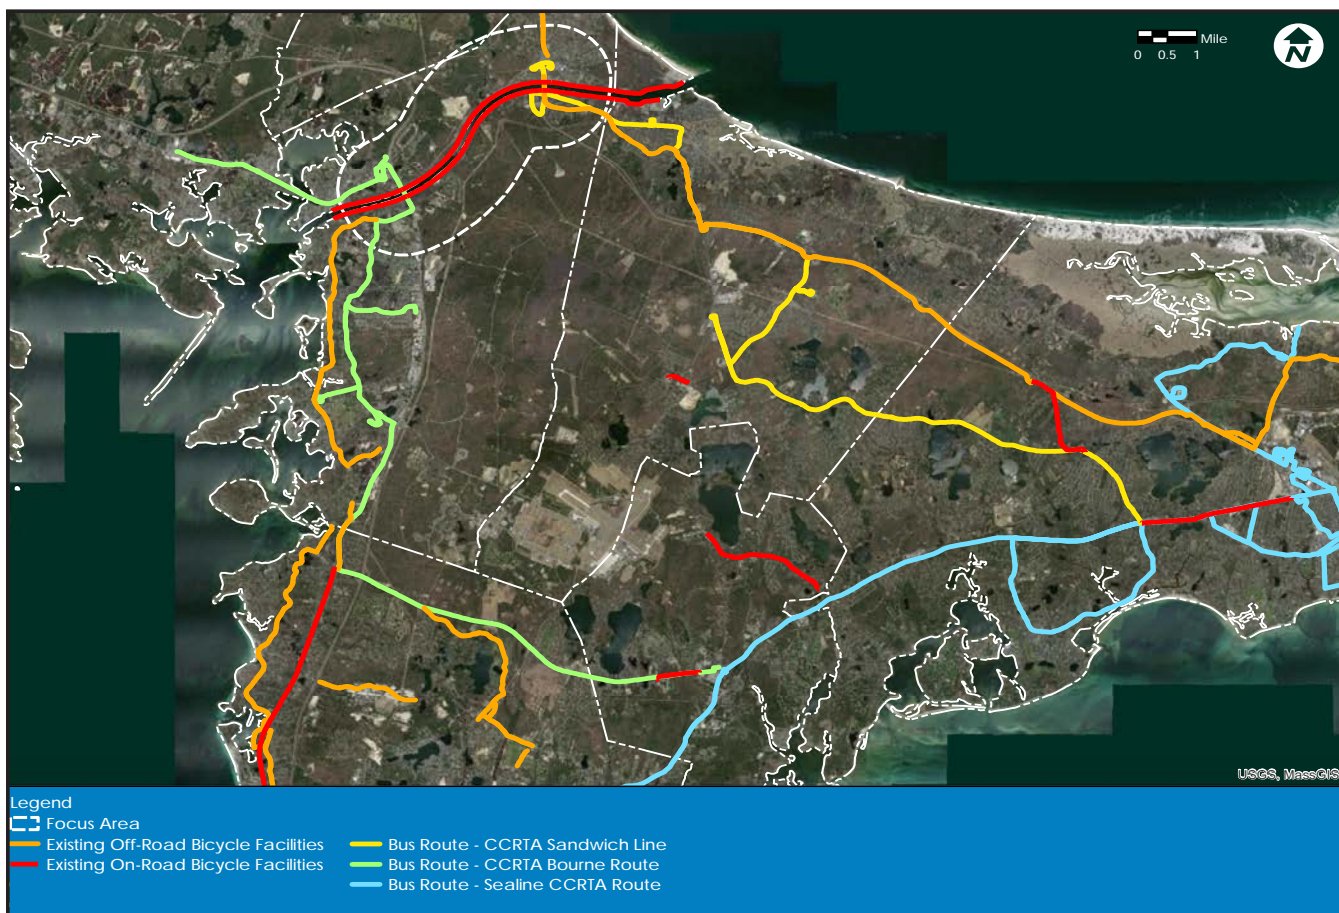 Mile
0 0.5 1
N
USGS, MassGIS
Legend
Focus Area
Existing Off-Road Bicycle Facilities
Existing On-Road Bicycle Facilities
Bus Route - CCRTA Sandwich Line
Bus Route - CCRTA Bourne Route
Bus Route - Sealine CCRTA Route